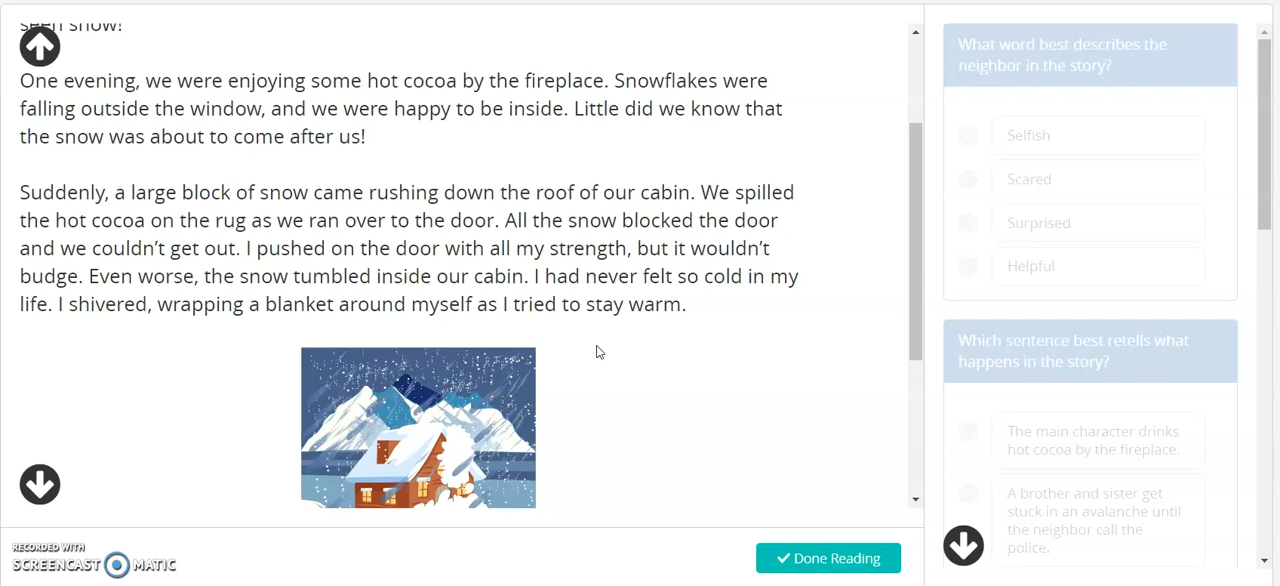 seen snow!
One evening, we were enjoying some hot cocoa by the fireplace. Snowflakes were
falling outside the window, and we were happy to be inside. Little did we know that
the snow was about to come after us!
Suddenly, a large block of snow came rushing down the roof of our cabin. We spilled
the hot cocoa on the rug as we ran over to the door. All the snow blocked the door
and we couldn’t get out. I pushed on the door with all my strength, but it wouldn’t
budge. Even worse, the snow tumbled inside our cabin. I had never felt so cold in my
life. I shivered, wrapping a blanket around myself as I tried to stay warm.
RECORDED WITH
SCREENCAST MATIC
Done Reading
What word best describes the
neighbor in the story?
Selfish
Scared
Surprised
Helpful
Which sentence best retells what
happens in the story?
The main character drinks
hot cocoa by the fireplace.
A brother and sister get
stuck in an avalanche until
the neighbor call the
police.